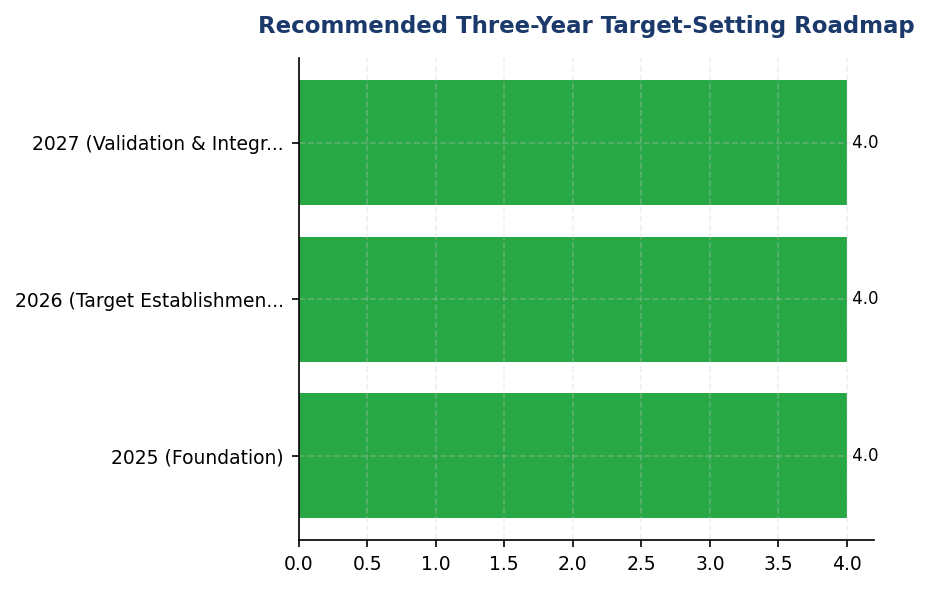 Recommended Three-Year Target-Setting Roadmap
2027 (Validation & Integr...
4.0
2026 (Target Establishmen...
4.0
2025 (Foundation)
4.0
0.0 0.5 1.0 1.5 2.0 2.5 3.0 3.5 4.0